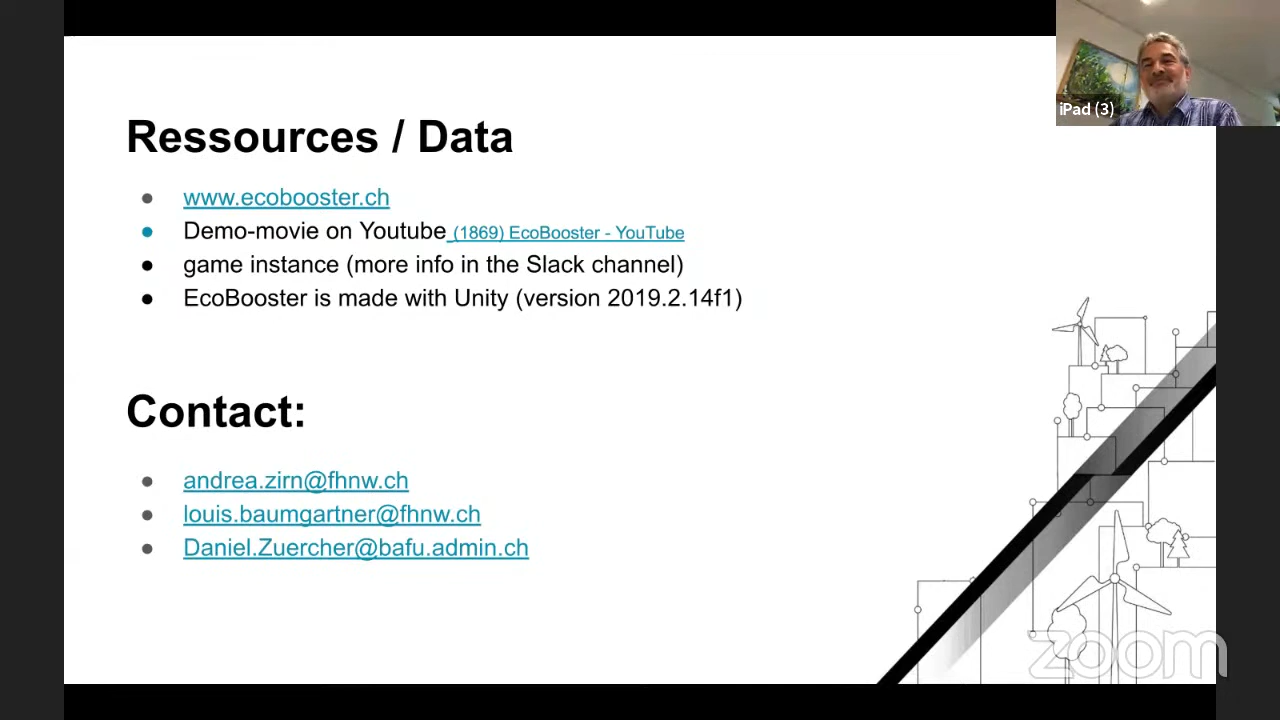 iPad (3)
Ressources / Data
www.ecobooster.ch
Demo-movie on Youtube (1869) EcoBooster - YouTube
game instance (more info in the Slack channel)
EcoBooster is made with Unity (version 2019.2.14f1)
Contact:
andrea.zirn@fhnw.ch
louis.baumgartner@fhnw.ch
Daniel.Zuercher@bafu.admin.ch
zoom